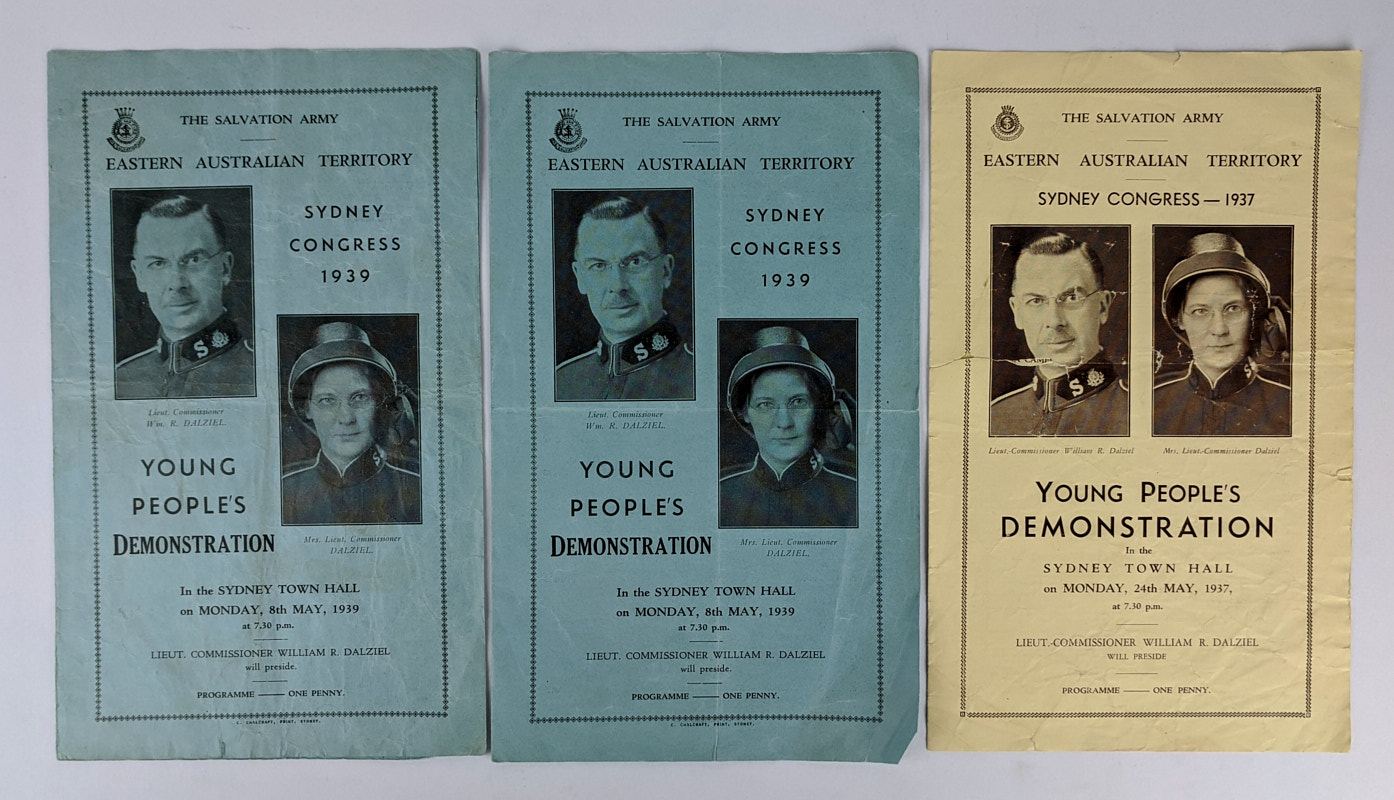 THE SALVATION ARMY
EASTERN AUSTRALIAN TERRITORY
SYDNEY
CONGRESS
1939
S
Lieut. Commissioner
Wm. R. DALZIEL.
YOUNG
PEOPLE'S
DEMONSTRATION
Mrs. Lieut. Commissioner
DALZIEL.
In the SYDNEY TOWN HALL
on MONDAY, 8th MAY, 1939
at 7.30 p.m.
LIEUT. COMMISSIONER WILLIAM R. DALZIEL
will preside.
PROGRAMME —— ONE PENNY.
C. CHALCRAFT, PRINT, SYDNEY.
THE SALVATION ARMY
EASTERN AUSTRALIAN TERRITORY
SYDNEY
CONGRESS
1939
S
Lieut. Commissioner
Wm. R. DALZIEL.
YOUNG
PEOPLE'S
DEMONSTRATION
Mrs. Lieut. Commissioner
DALZIEL.
In the SYDNEY TOWN HALL
on MONDAY, 8th MAY, 1939
at 7.30 p.m.
LIEUT. COMMISSIONER WILLIAM R. DALZIEL
will preside.
PROGRAMME —— ONE PENNY.
C. CHALCRAFT, PRINT, SYDNEY.
THE SALVATION ARMY
EASTERN AUSTRALIAN TERRITORY
SYDNEY CONGRESS — 1937
S
Lieut.-Commissioner William R. Dalziel
Mrs. Lieut.-Commissioner Dalziel
YOUNG PEOPLE'S
DEMONSTRATION
In the
SYDNEY TOWN HALL
on MONDAY, 24th MAY, 1937,
at 7.30 p.m.
LIEUT.-COMMISSIONER WILLIAM R. DALZIEL
WILL PRESIDE
PROGRAMME —— ONE PENNY.